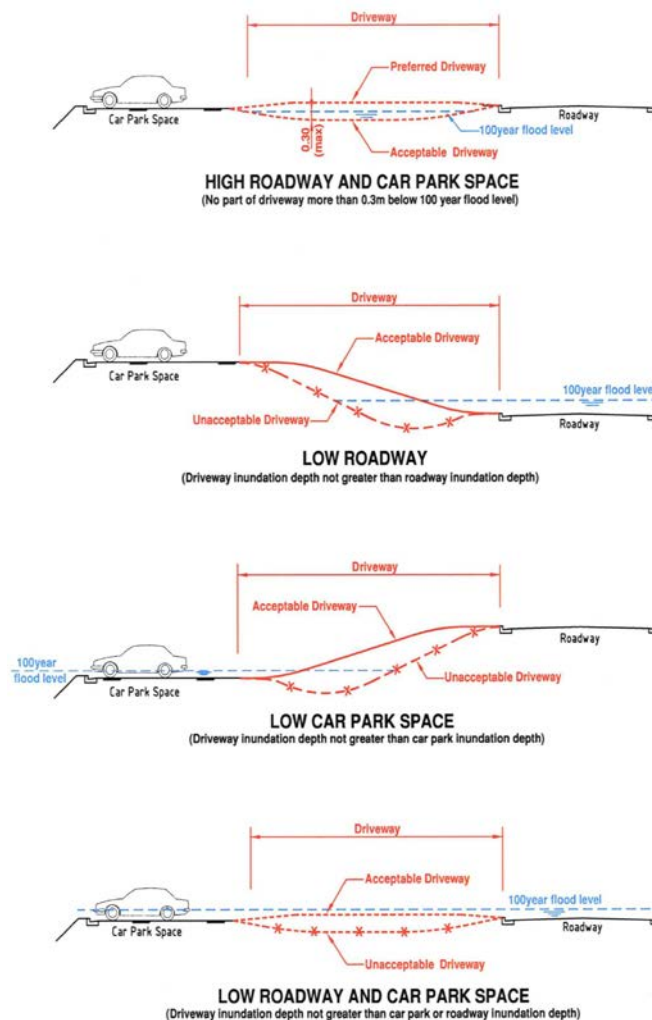 Driveway
Preferred Driveway
Car Park Space
0.30
(max)
Roadway
100year flood level
Acceptable Driveway
HIGH ROADWAY AND CAR PARK SPACE
(No part of driveway more than 0.3m below 100 year flood level)
Driveway
Acceptable Driveway
Car Park Space
100year flood level
Unacceptable Driveway
Roadway
LOW ROADWAY
(Driveway inundation depth not greater than roadway inundation depth)
Driveway
Acceptable Driveway
Roadway
100year
flood level
Unacceptable Driveway
Car Park Space
LOW CAR PARK SPACE
(Driveway inundation depth not greater than car park inundation depth)
Driveway
Acceptable Driveway
100year flood level
Car Park Space
Roadway
Unacceptable Driveway
LOW ROADWAY AND CAR PARK SPACE
(Driveway inundation depth not greater than car park or roadway inundation depth)